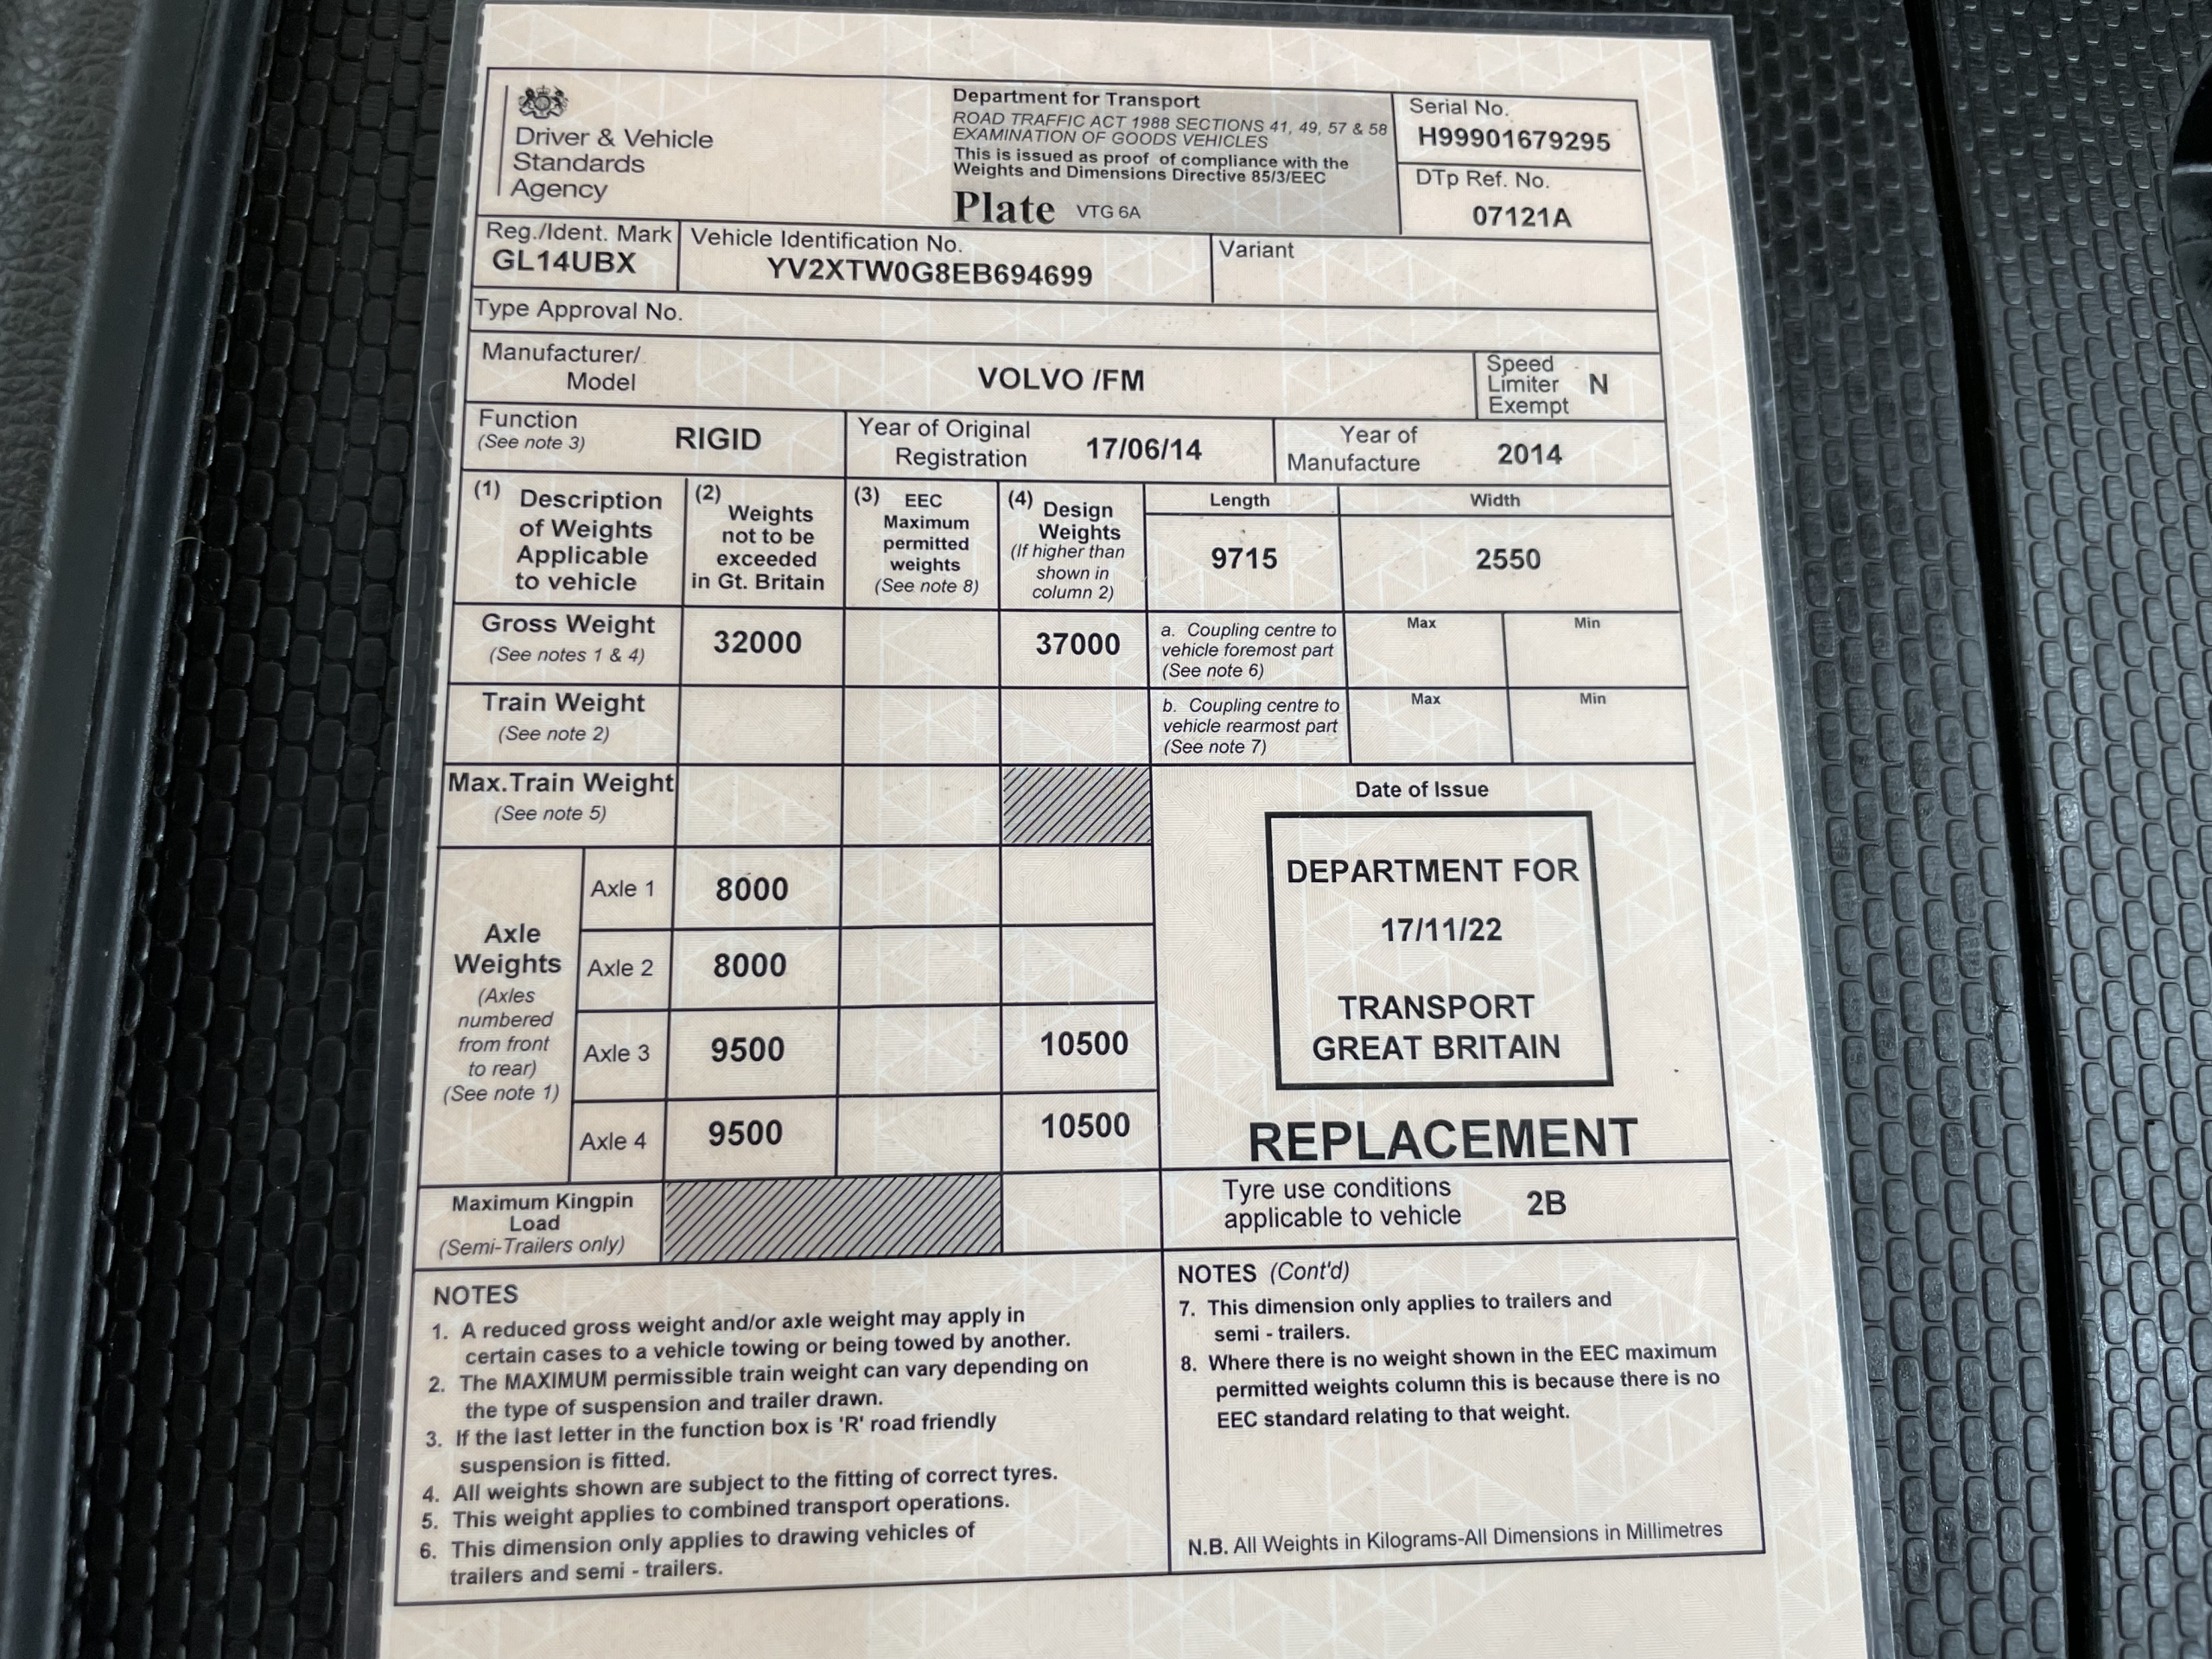 Driver & Vehicle
Standards
Agency
Department for Transport
ROAD TRAFFIC ACT 1988 SECTIONS 41, 49, 57 & 58
EXAMINATION OF GOODS VEHICLES
This is issued as proof of compliance with the
Weights and Dimensions Directive 85/3/EEC
Plate VTG 6A
Serial No.
H99901679295
DTp Ref. No.
07121A
Reg./Ident. Mark
GL14UBX
Vehicle Identification No.
YV2XTW0G8EB694699
Variant
Type Approval No.
Manufacturer/
Model
VOLVO /FM
Speed
Limiter
Exempt
N
Function
(See note 3)
RIGID
Year of Original
Registration
17/06/14
Year of
Manufacture
2014
(1) Description
of Weights
Applicable
to vehicle
(2) Weights
not to be
exceeded
in Gt. Britain
(3) EEC
Maximum
permitted
weights
(See note 8)
(4) Design
Weights
(If higher than
shown in
column 2)
Length
9715
Width
2550
Gross Weight
(See notes 1 & 4)
32000
37000
a. Coupling centre to
vehicle foremost part
(See note 6)
Max
Min
Train Weight
(See note 2)
b. Coupling centre to
vehicle rearmost part
(See note 7)
Max
Min
Max.Train Weight
(See note 5)
Axle
Weights
(Axles
numbered
from front
to rear)
(See note 1)
Axle 1
8000
Axle 2
8000
Axle 3
9500
10500
Axle 4
9500
10500
Date of Issue
DEPARTMENT FOR
17/11/22
TRANSPORT
GREAT BRITAIN
REPLACEMENT
Maximum Kingpin
Load
(Semi-Trailers only)
Tyre use conditions
applicable to vehicle
2B
NOTES
1. A reduced gross weight and/or axle weight may apply in
certain cases to a vehicle towing or being towed by another.
2. The MAXIMUM permissible train weight can vary depending on
the type of suspension and trailer drawn.
3. If the last letter in the function box is 'R' road friendly
suspension is fitted.
4. All weights shown are subject to the fitting of correct tyres.
5. This weight applies to combined transport operations.
6. This dimension only applies to drawing vehicles of
trailers and semi - trailers.
NOTES (Cont'd)
7. This dimension only applies to trailers and
semi - trailers.
8. Where there is no weight shown in the EEC maximum
permitted weights column this is because there is no
EEC standard relating to that weight.
N.B. All Weights in Kilograms-All Dimensions in Millimetres